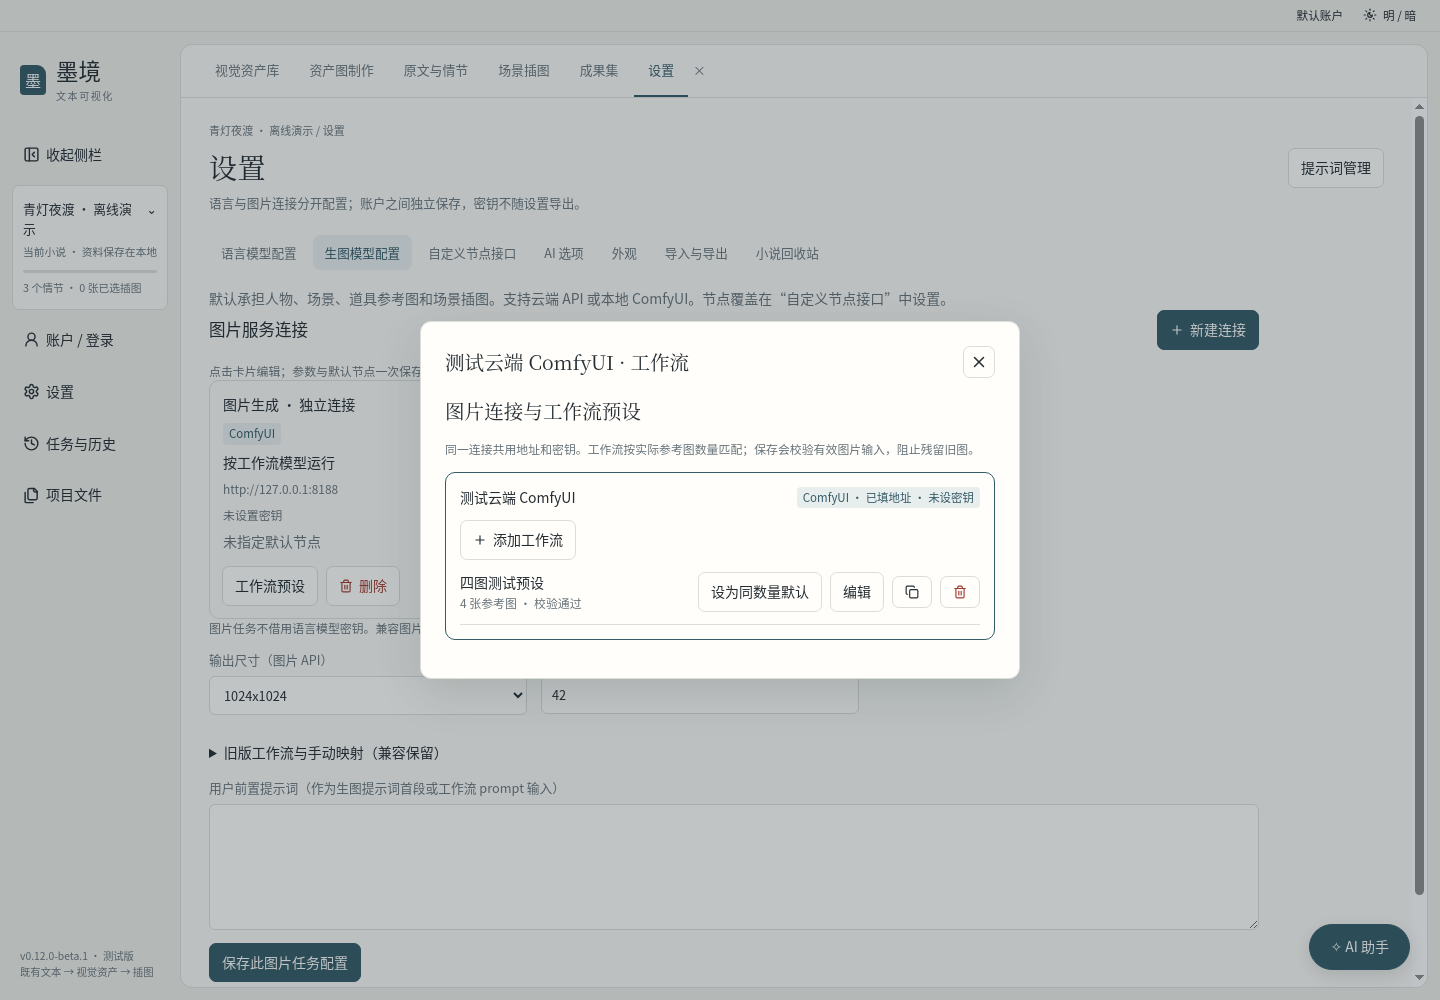 默认账户
明 / 暗
墨
墨境
文本可视化
视觉资产库
资产图制作
原文与情节
场景插图
成果集
设置
收起侧栏
青灯夜渡 · 离线演示
当前小说 · 资料保存在本地
3 个情节 · 0 张已选插图
账户 / 登录
设置
任务与历史
项目文件
v0.12.0-beta.1 · 测试版
既有文本 → 视觉资产 → 插图
青灯夜渡 · 离线演示 / 设置
设置
提示词管理
语言与图片连接分开配置；账户之间独立保存，密钥不随设置导出。
语言模型配置
生图模型配置
自定义节点接口
AI 选项
外观
导入与导出
小说回收站
默认承担人物、场景、道具参考图和场景插图。支持云端 API 或本地 ComfyUI。节点覆盖在“自定义节点接口”中设置。
图片服务连接
新建连接
点击卡片编辑；参数与默认节点一次保存
图片生成 · 独立连接
ComfyUI
按工作流模型运行
http://127.0.0.1:8188
未设置密钥
未指定默认节点
工作流预设
删除
图片任务不借用语言模型密钥。兼容图片
输出尺寸（图片 API）
1024x1024
42
旧版工作流与手动映射（兼容保留）
用户前置提示词（作为生图提示词首段或工作流 prompt 输入）
保存此图片任务配置
AI 助手
测试云端 ComfyUI · 工作流
图片连接与工作流预设
同一连接共用地址和密钥。工作流按实际参考图数量匹配；保存会校验有效图片输入，阻止残留旧图。
测试云端 ComfyUI
ComfyUI · 已填地址 · 未设密钥
添加工作流
四图测试预设
4 张参考图 · 校验通过
设为同数量默认
编辑